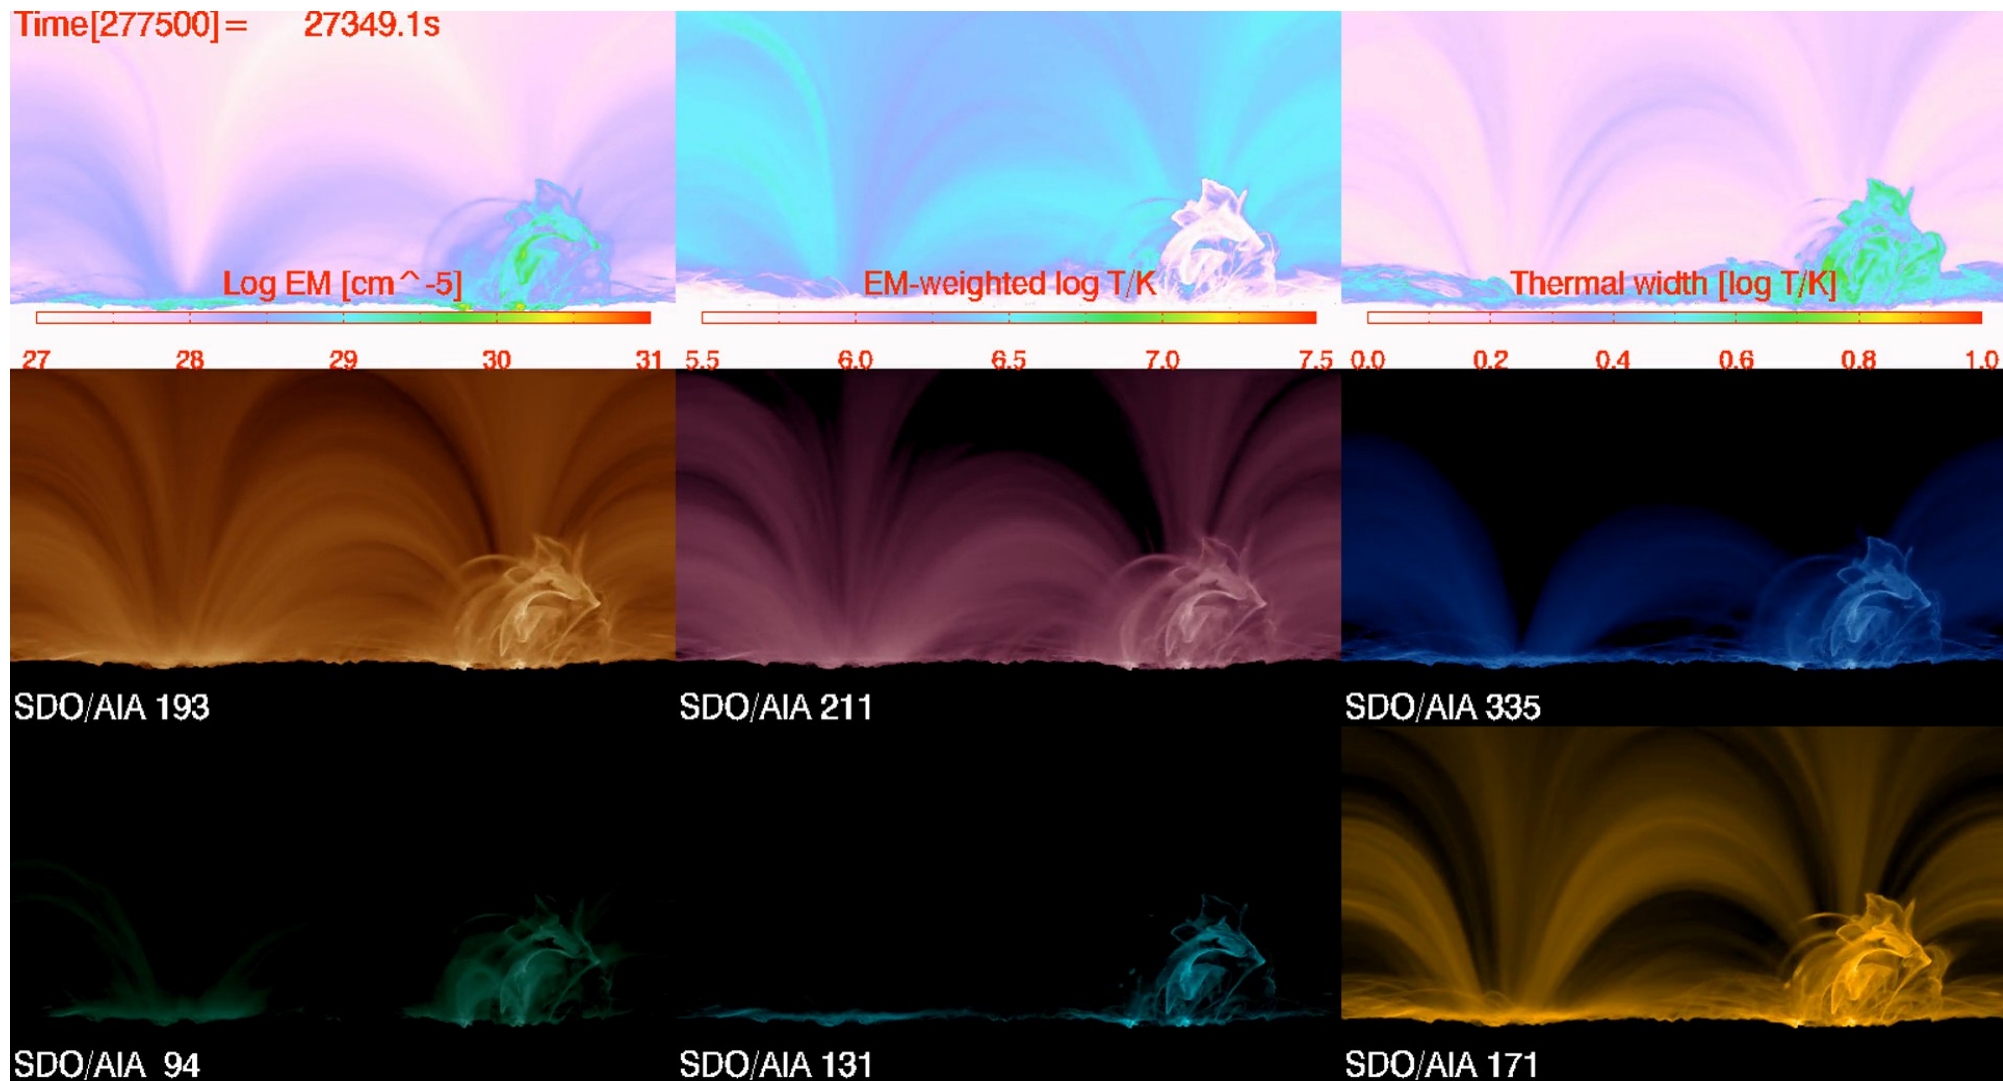 Time[277500]= 27349.1s
Log EM [cm^-5]
27 28 29 30 31
EM-weighted log T/K
5.5 6.0 6.5 7.0 7.5
Thermal width [log T/K]
0.0 0.2 0.4 0.6 0.8 1.0
SDO/AIA 193
SDO/AIA 211
SDO/AIA 335
SDO/AIA 94
SDO/AIA 131
SDO/AIA 171